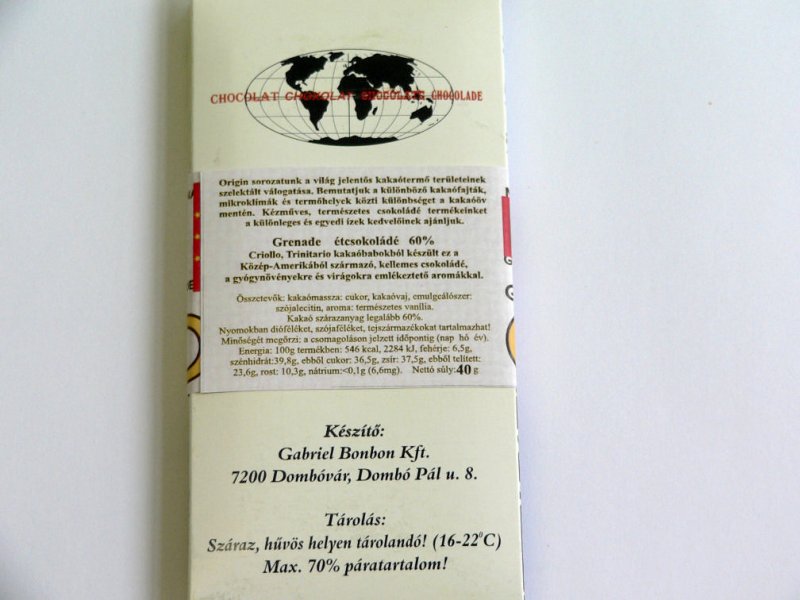 CHOCOLAT CHOKOLAT CHOCOLATE CHOCOLADE
Origin sorozatunk a világ jelentős kakaótermő területeinek
szelektált válogatása. Bemutatjuk a különböző kakaófajták,
mikroklímák és termőhelyek közti különbséget a kakaóöv
mentén. Kézműves, természetes csokoládé termékeinket
a különleges és egyedi ízek kedvelőinek ajánljuk.
Grenade étcsokoládé 60%
Criollo, Trinitario kakaóbabokból készült ez a
Közép-Amerikából származó, kellemes csokoládé,
a gyógynövényekre és virágokra emlékeztető aromákkal.
Összetevők: kakaómassza: cukor, kakaóvaj, emulgeálószer:
szójalecitin, aroma: természetes vanília.
Kakaó szárazanyag legalább 60%.
Nyomokban dióféléket, szójaféléket, tejszármazékokat tartalmazhat!
Minőségét megőrzi: a csomagoláson jelzett időpontig (nap hó év).
Energia: 100g termékben: 546 kcal, 2284 kJ, fehérje: 6,5g,
szénhidrát:39,8g, ebből cukor: 36,5g, zsír: 37,5g, ebből telített:
23,6g, rost: 10,3g, nátrium:<0,1g (6,6mg). Nettó súly:40 g
Készítő:
Gabriel Bonbon Kft.
7200 Dombóvár, Dombó Pál u. 8.
Tárolás:
Száraz, hűvös helyen tárolandó! (16-22⁰C)
Max. 70% páratartalom!